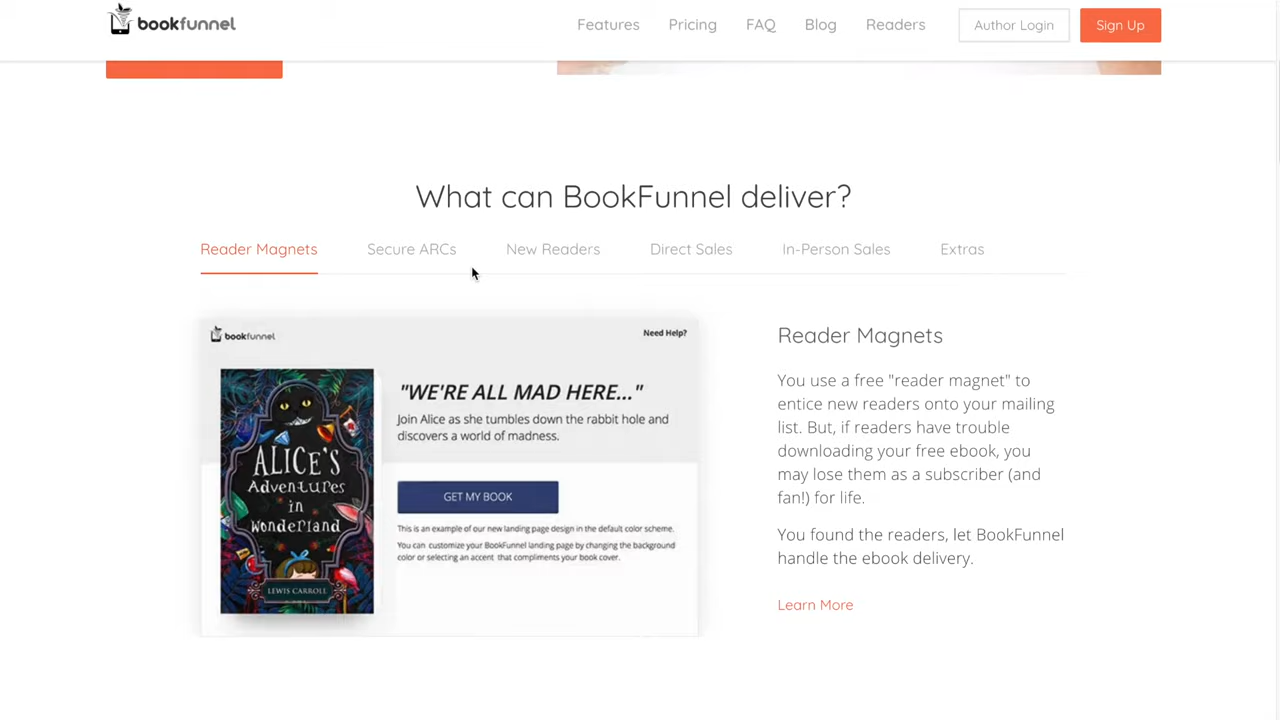 bookfunnel
Features Pricing FAQ Blog Readers Author Login Sign Up
What can BookFunnel deliver?
Reader Magnets Secure ARCs New Readers Direct Sales In-Person Sales Extras
bookfunnel
Need Help?
"WE'RE ALL MAD HERE..."
Join Alice as she tumbles down the rabbit hole and
discovers a world of madness.
GET MY BOOK
This is an example of our new landing page design in the default color scheme.
You can customize your BookFunnel landing page by changing the background
color or selecting an accent that compliments your book cover.
ALICE'S
Adventures
in
Wonderland
LEWIS CARROLL
Reader Magnets
You use a free "reader magnet" to
entice new readers onto your mailing
list. But, if readers have trouble
downloading your free ebook, you
may lose them as a subscriber (and
fan!) for life.
You found the readers, let BookFunnel
handle the ebook delivery.
Learn More